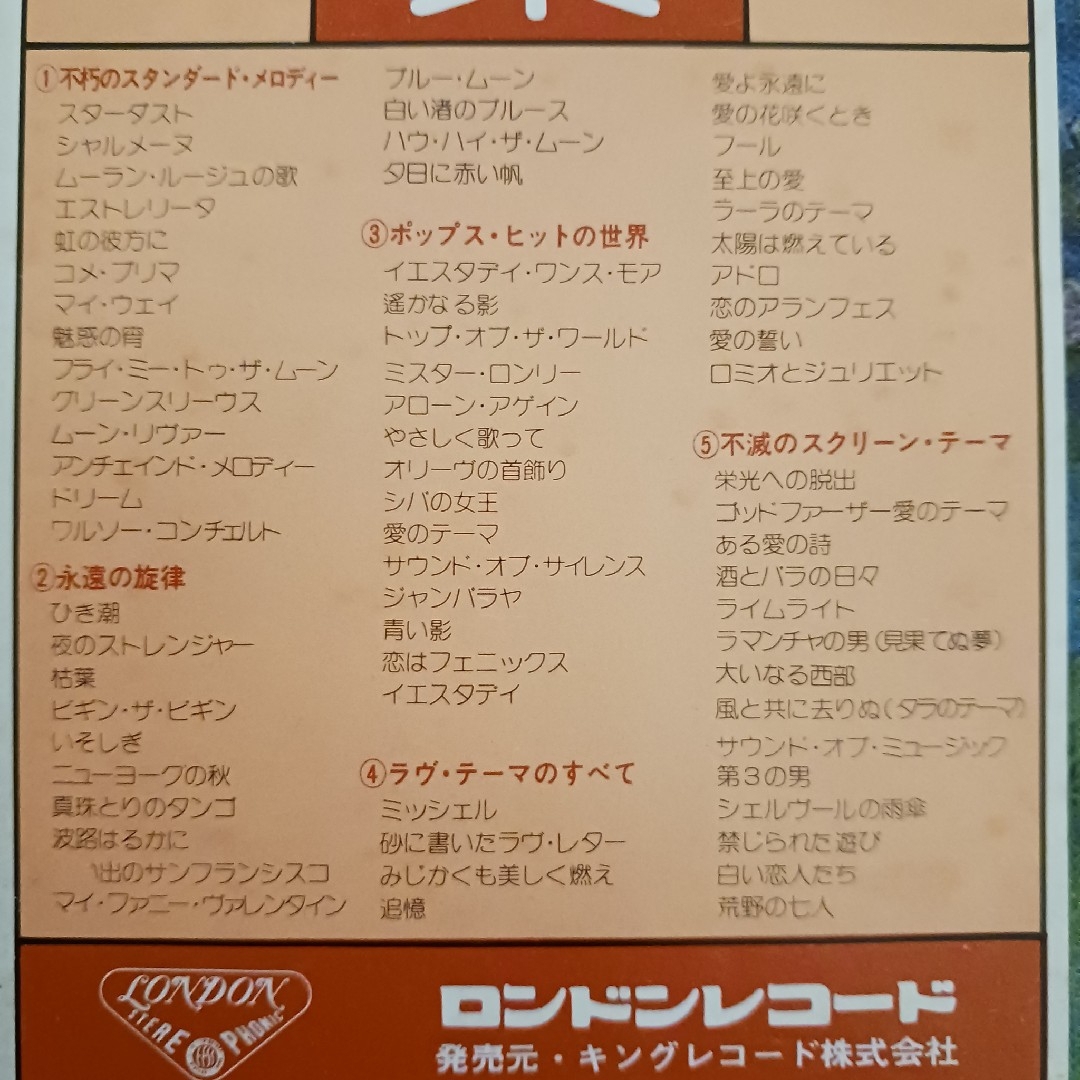 ①不朽のスタンダード・メロディー
スターダスト
シャルメーヌ
ムーラン・ルージュの歌
エストレリータ
虹の彼方に
コメ・プリマ
マイ・ウェイ
魅惑の宵
フライ・ミー・トゥ・ザ・ムーン
グリーンスリーヴス
ムーン・リヴァー
アンチェインド・メロディー
ドリーム
ワルソー・コンチェルト
②永遠の旋律
ひき潮
夜のストレンジャー
枯葉
ビギン・ザ・ビギン
いそしぎ
ニューヨークの秋
真珠とりのタンゴ
波路はるかに
出のサンフランシスコ
マイ・ファニー・ヴァレンタイン
ブルー・ムーン
白い渚のブルース
ハウ・ハイ・ザ・ムーン
夕日に赤い帆
③ポップス・ヒットの世界
イエスタデイ・ワンス・モア
遙かなる影
トップ・オブ・ザ・ワールド
ミスター・ロンリー
アローン・アゲイン
やさしく歌って
オリーヴの首飾り
シバの女王
愛のテーマ
サウンド・オブ・サイレンス
ジャンバラヤ
青い影
恋はフェニックス
イエスタデイ
④ラヴ・テーマのすべて
ミッシェル
砂に書いたラヴ・レター
みじかくも美しく燃え
追憶
愛よ永遠に
愛の花咲くとき
フール
至上の愛
ラーラのテーマ
太陽は燃えている
アドロ
恋のアランフェス
愛の誓い
ロミオとジュリエット
⑤不滅のスクリーン・テーマ
栄光への脱出
ゴッドファーザー愛のテーマ
ある愛の詩
酒とバラの日々
ライムライト
ラマンチャの男(見果てぬ夢)
大いなる西部
風と共に去りぬ(タラのテーマ)
サウンド・オブ・ミュージック
第3の男
シェルブールの雨傘
禁じられた遊び
白い恋人たち
荒野の七人
LONDON
STEREOPHONIC
ロンドンレコード
発売元・キングレコード株式会社